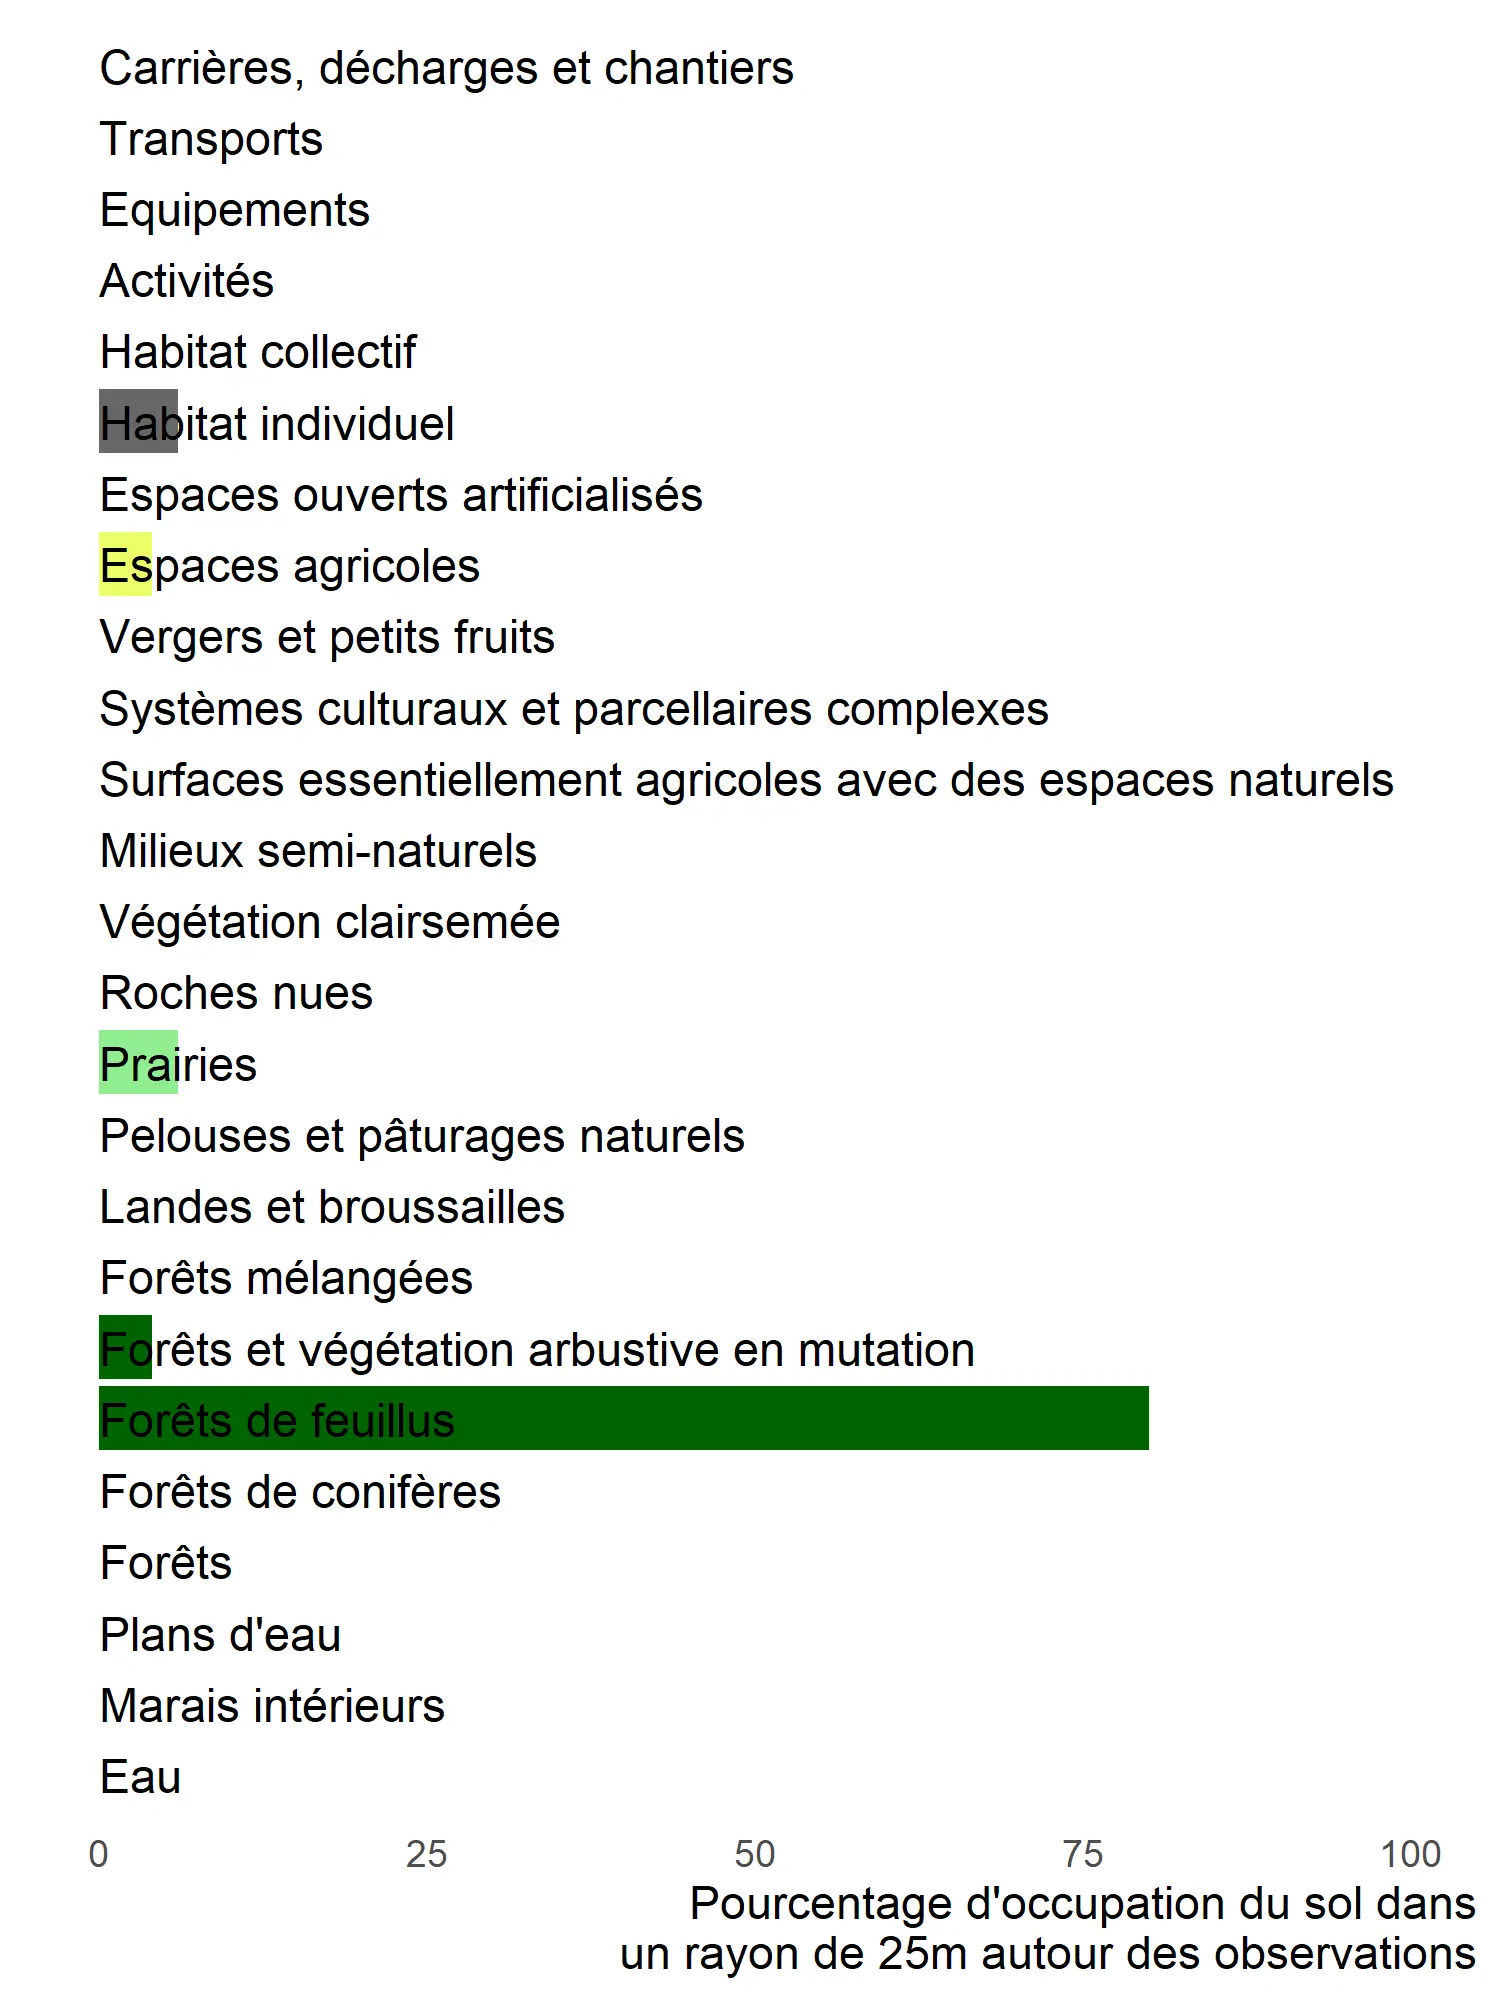 Carrières, décharges et chantiers
Transports
Equipements
Activités
Habitat collectif
Habitat individuel
Espaces ouverts artificialisés
Espaces agricoles
Vergers et petits fruits
Systèmes culturaux et parcellaires complexes
Surfaces essentiellement agricoles avec des espaces naturels
Milieux semi-naturels
Végétation clairsemée
Roches nues
Prairies
Pelouses et pâturages naturels
Landes et broussailles
Forêts mélangées
Forêts et végétation arbustive en mutation
Forêts de feuillus
Forêts de conifères
Forêts
Plans d'eau
Marais intérieurs
Eau
0 25 50 75 100
Pourcentage d'occupation du sol dans
un rayon de 25m autour des observations